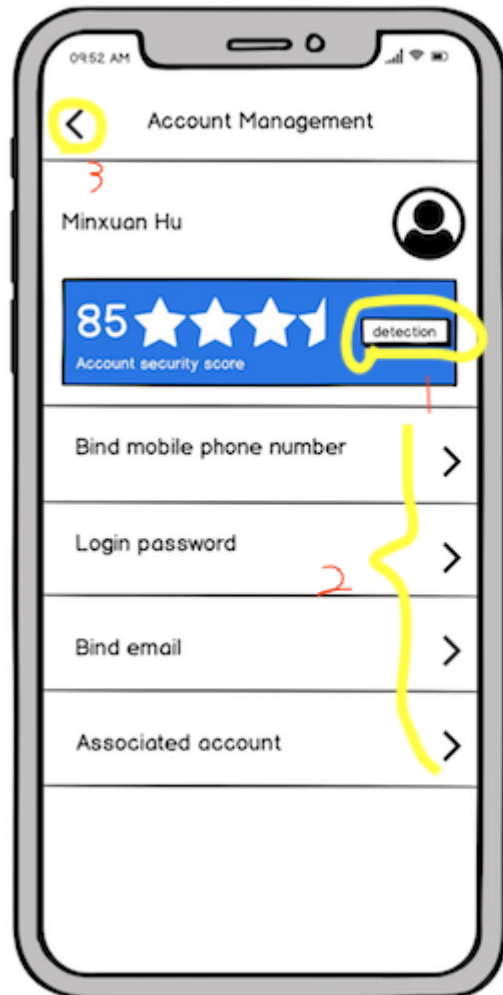 09:52 AM
Account Management
3
Minxuan Hu
85
detection
Account security score
1
Bind mobile phone number
Login password
2
Bind email
Associated account